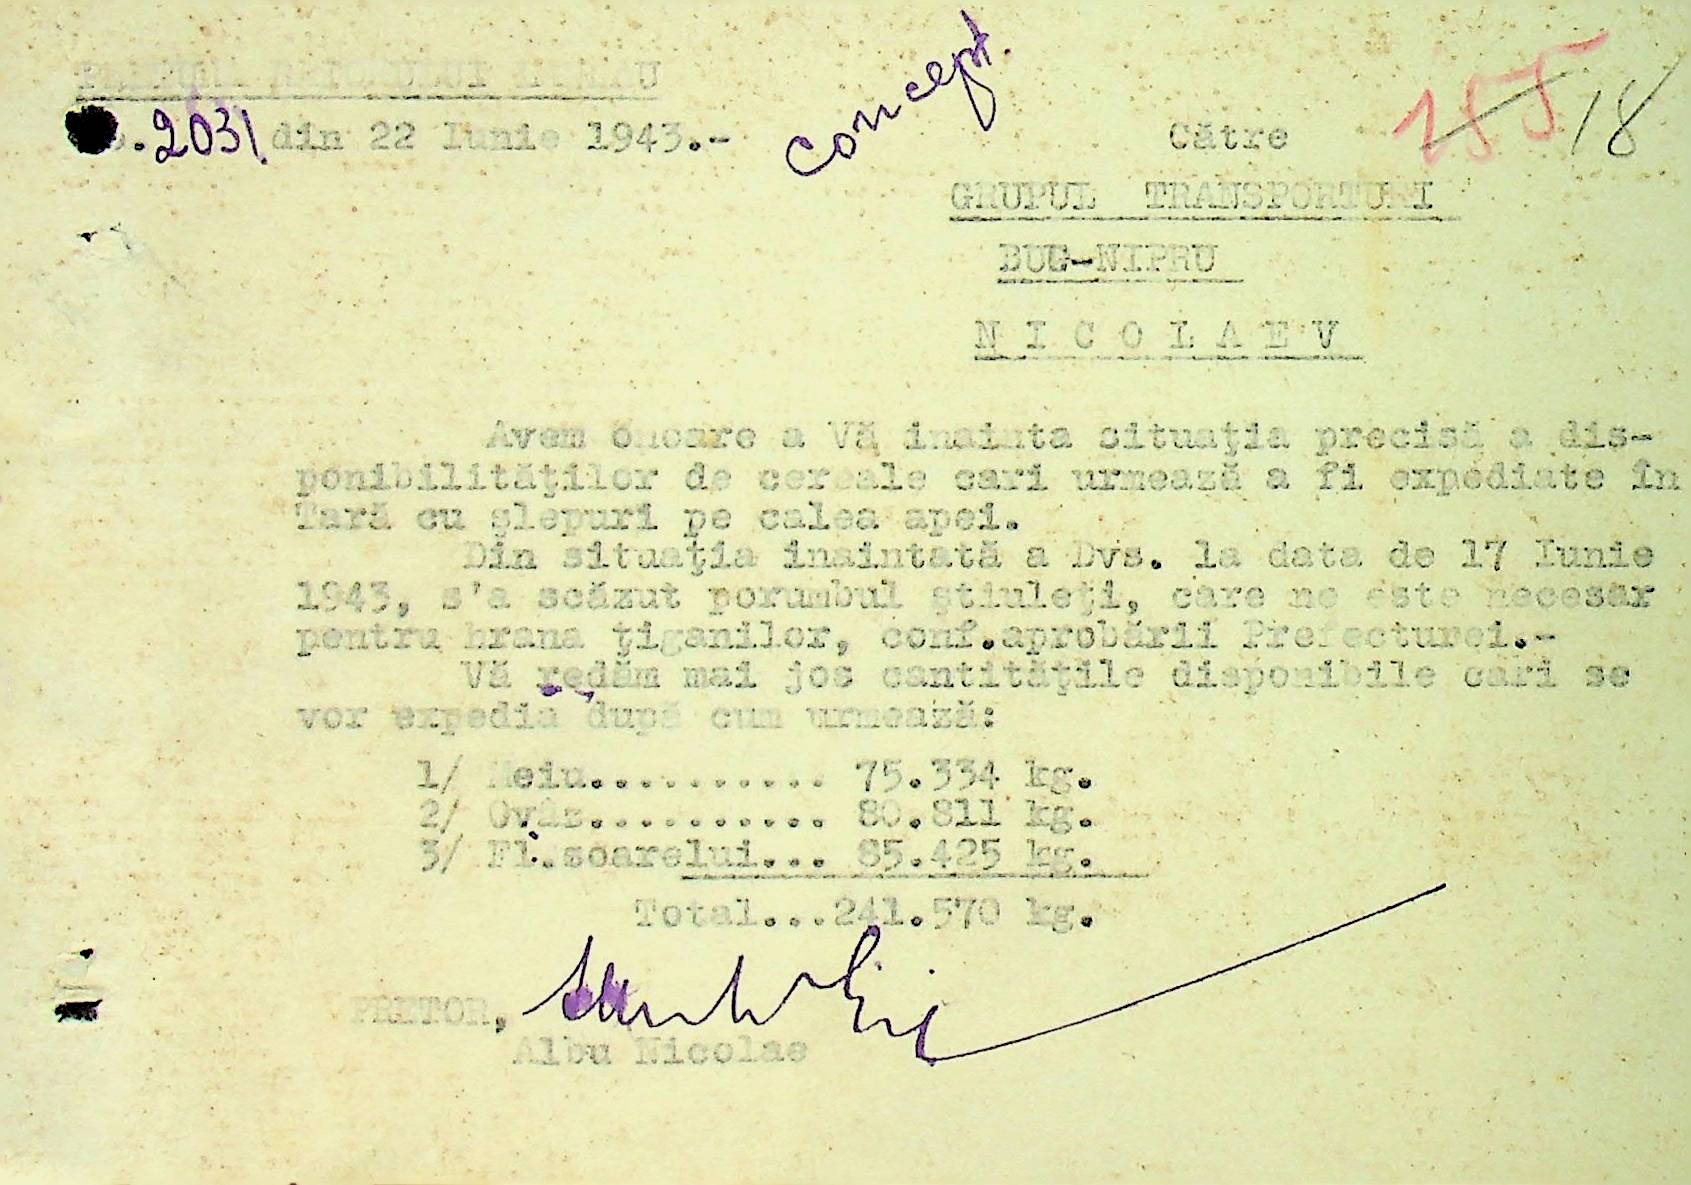 concept.
155 18
.2031 din 22 Iunie 1943.-
Către
GRUPUL TRANSPORTURI
BUG-NIPRU
N I C O L A E V
Avem onoare a Vă inainta situaţia precisă a dis-
ponibilităţilor de cereale cari urmează a fi expediate în
Tară cu şlepuri pe calea apei.
Din situaţia inaintată a Dvs. la data de 17 Iunie
1943, s'a scăzut porumbul ştiuleţi, care ne este necesar
pentru hrana ţiganilor, conf.aprobării Prefecturei.-
Vă redăm mai jos cantităţile disponibile cari se
vor expedia după cum urmează:
1/ Meiu.......... 75.334 kg.
2/ Ovăs.......... 80.811 kg.
3/ Fl.soarelui... 85.425 kg.
Total...241.570 kg.
PRETOR,
Albu Nicolae